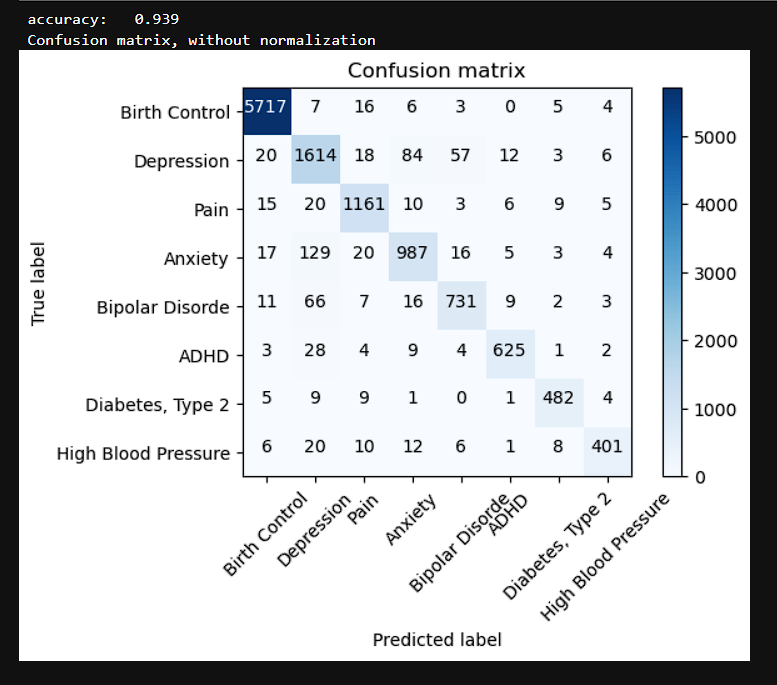 accuracy:   0.939
Confusion matrix, without normalization
Confusion matrix
Birth Control 5717 7 16 6 3 0 5 4
Depression 20 1614 18 84 57 12 3 6
Pain 15 20 1161 10 3 6 9 5
Anxiety 17 129 20 987 16 5 3 4
Bipolar Disorde 11 66 7 16 731 9 2 3
ADHD 3 28 4 9 4 625 1 2
Diabetes, Type 2 5 9 9 1 0 1 482 4
High Blood Pressure 6 20 10 12 6 1 8 401
True label
5000
4000
3000
2000
1000
0
Birth Control
Depression
Pain
Anxiety
Bipolar Disorde
ADHD
Diabetes, Type 2
High Blood Pressure
Predicted label